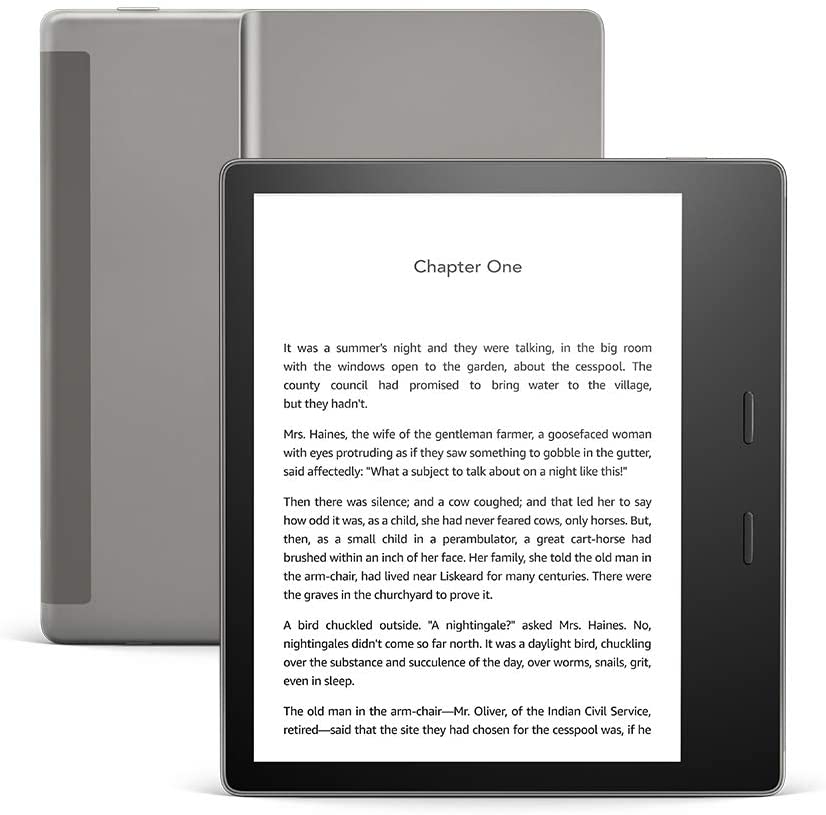 Chapter One
It was a summer's night and they were talking, in the big room
with the windows open to the garden, about the cesspool. The
county council had promised to bring water to the village,
but they hadn't.
Mrs. Haines, the wife of the gentleman farmer, a goosefaced woman
with eyes protruding as if they saw something to gobble in the gutter,
said affectedly: "What a subject to talk about on a night like this!"
Then there was silence; and a cow coughed; and that led her to say
how odd it was, as a child, she had never feared cows, only horses. But,
then, as a small child in a perambulator, a great cart-horse had
brushed within an inch of her face. Her family, she told the old man in
the arm-chair, had lived near Liskeard for many centuries. There were
the graves in the churchyard to prove it.
A bird chuckled outside. "A nightingale?" asked Mrs. Haines. No,
nightingales didn't come so far north. It was a daylight bird, chuckling
over the substance and succulence of the day, over worms, snails, grit,
even in sleep.
The old man in the arm-chair—Mr. Oliver, of the Indian Civil Service,
retired—said that the site they had chosen for the cesspool was, if he